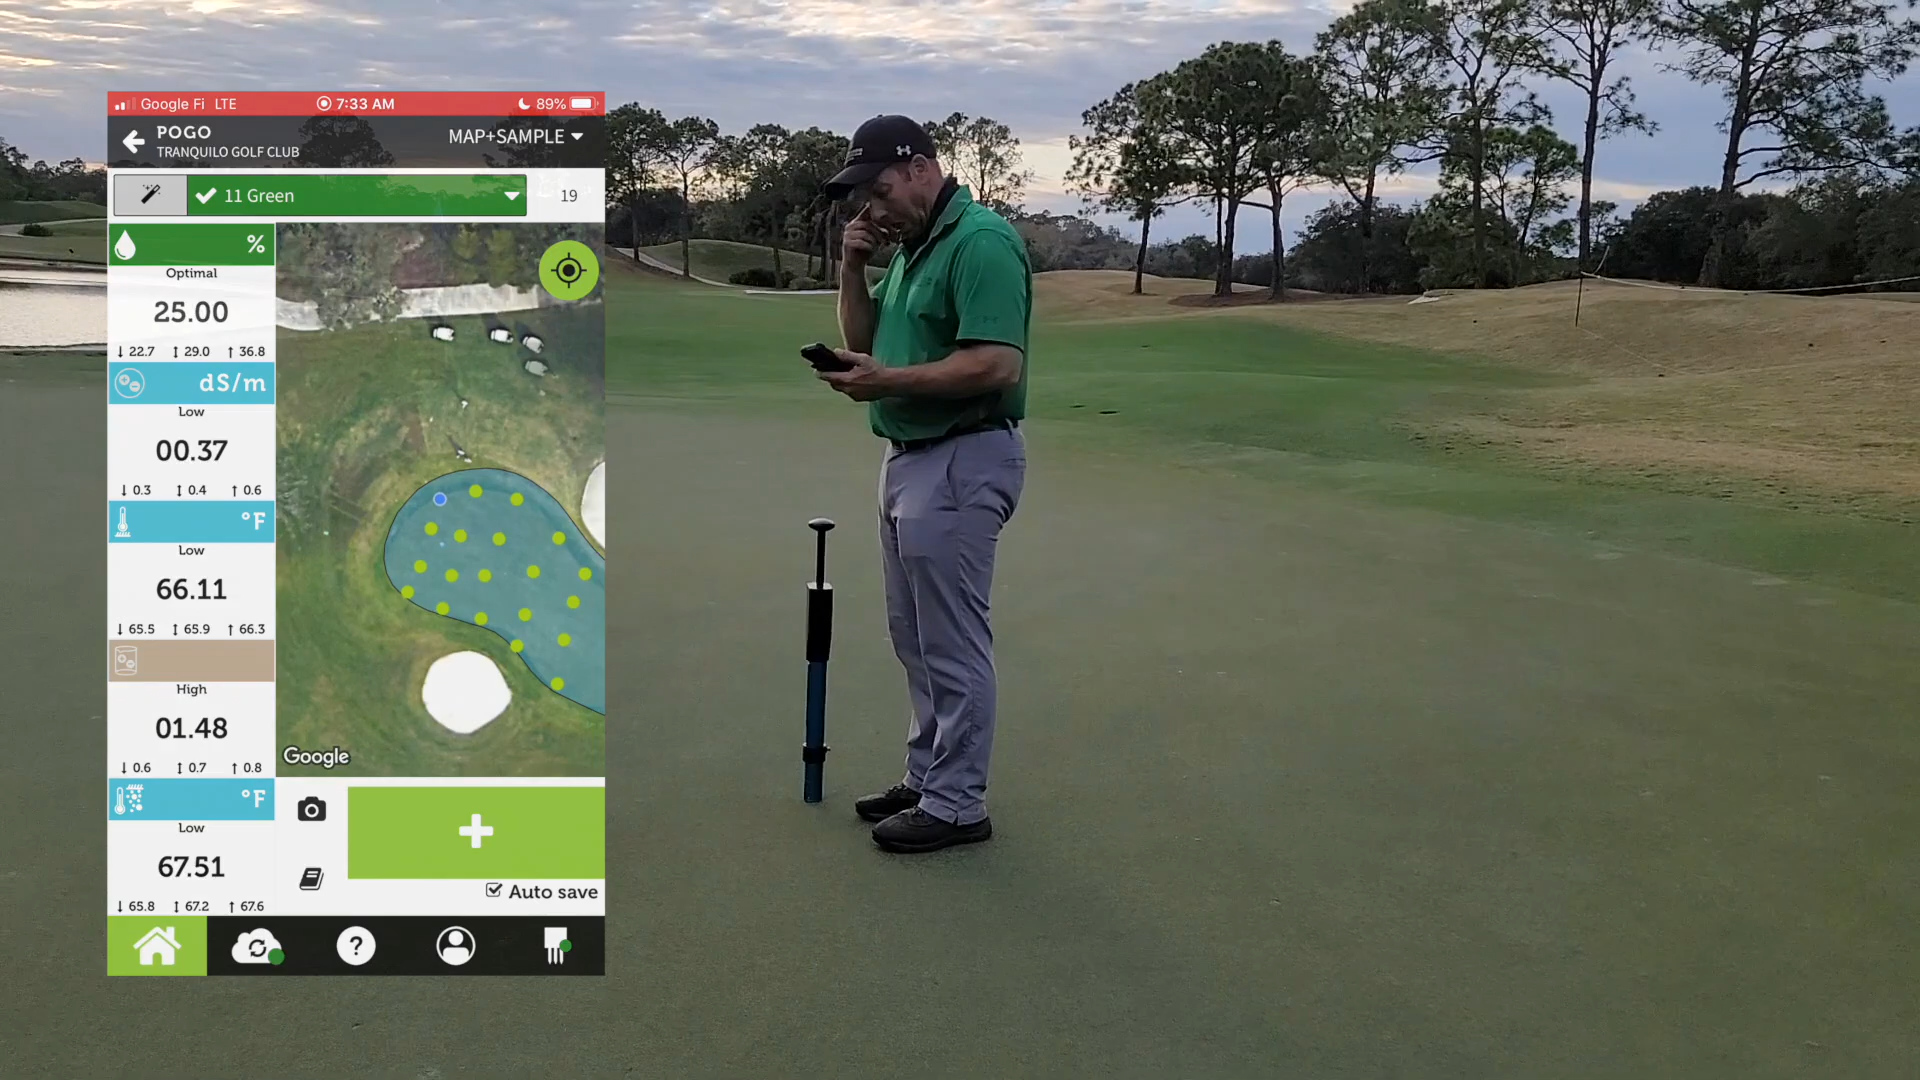 Google Fi LTE 7:33 AM 89%
POGO
TRANQUILO GOLF CLUB
MAP+SAMPLE
11 Green
19
%
Optimal
25.00
↓22.7 ↕29.0 ↑36.8
dS/m
Low
00.37
↓0.3 ↕0.4 ↑0.6
°F
Low
66.11
↓65.5 ↕65.9 ↑66.3
High
01.48
↓0.6 ↕0.7 ↑0.8
°F
Low
67.51
↓65.8 ↕67.2 ↑67.6
Google
Auto save